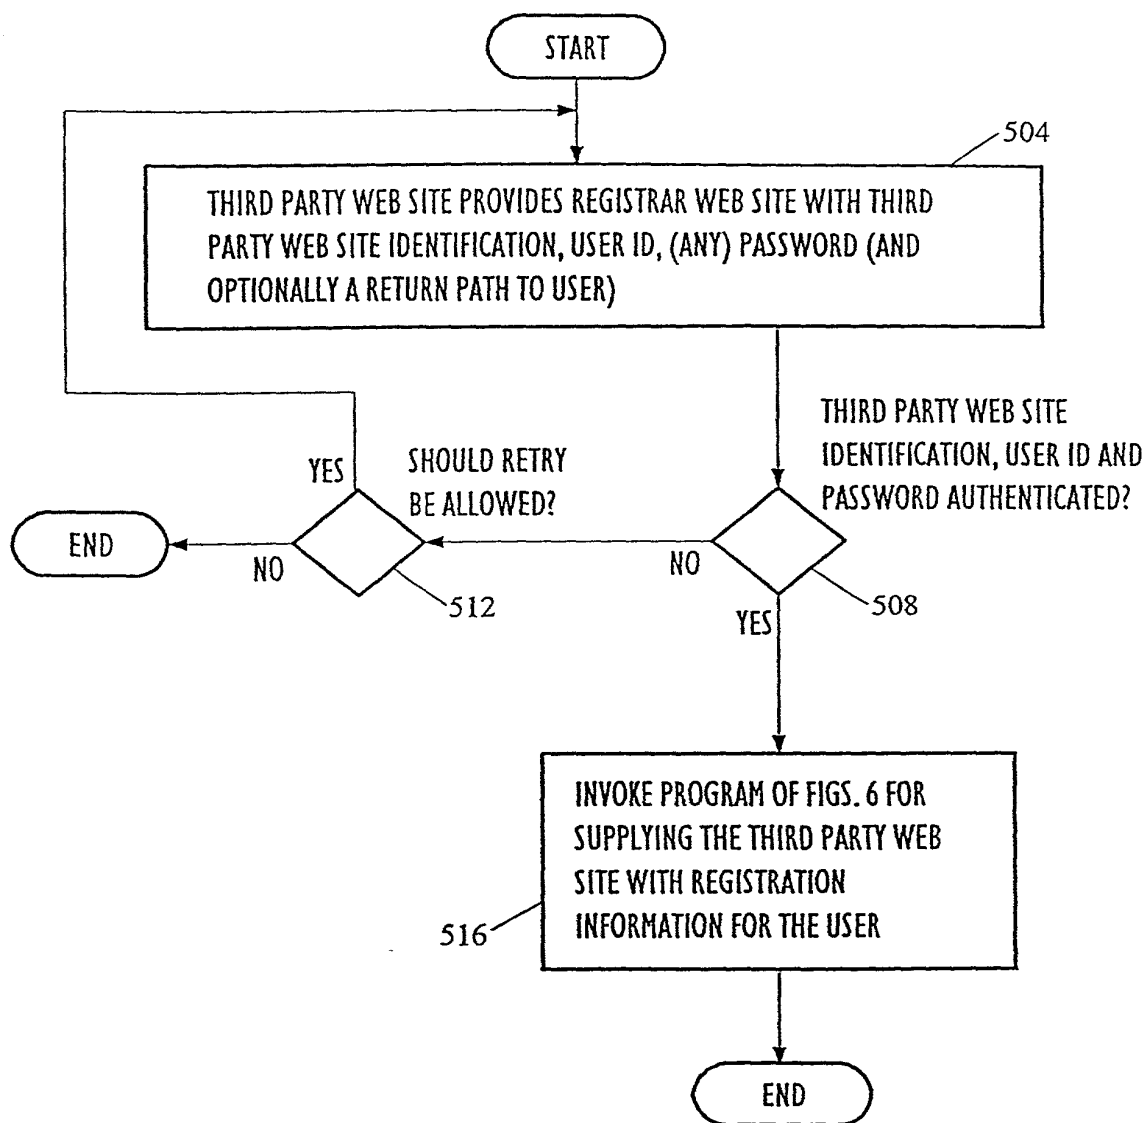 START
504
THIRD PARTY WEB SITE PROVIDES REGISTRAR WEB SITE WITH THIRD
PARTY WEB SITE IDENTIFICATION, USER ID, (ANY) PASSWORD (AND
OPTIONALLY A RETURN PATH TO USER)
THIRD PARTY WEB SITE
IDENTIFICATION, USER ID AND
PASSWORD AUTHENTICATED?
YES
SHOULD RETRY
BE ALLOWED?
END
NO
512
NO
508
YES
INVOKE PROGRAM OF FIGS. 6 FOR
SUPPLYING THE THIRD PARTY WEB
SITE WITH REGISTRATION
INFORMATION FOR THE USER
516
END